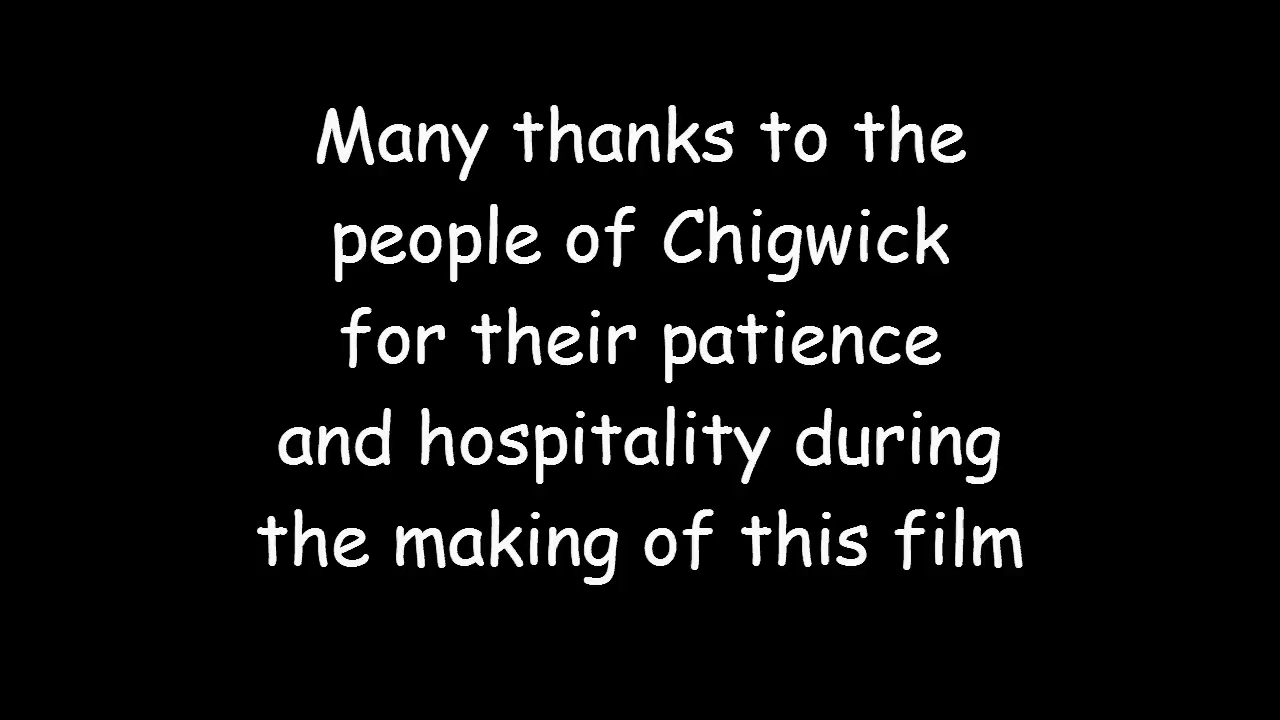 Many thanks to the
people of Chigwick
for their patience
and hospitality during
the making of this film